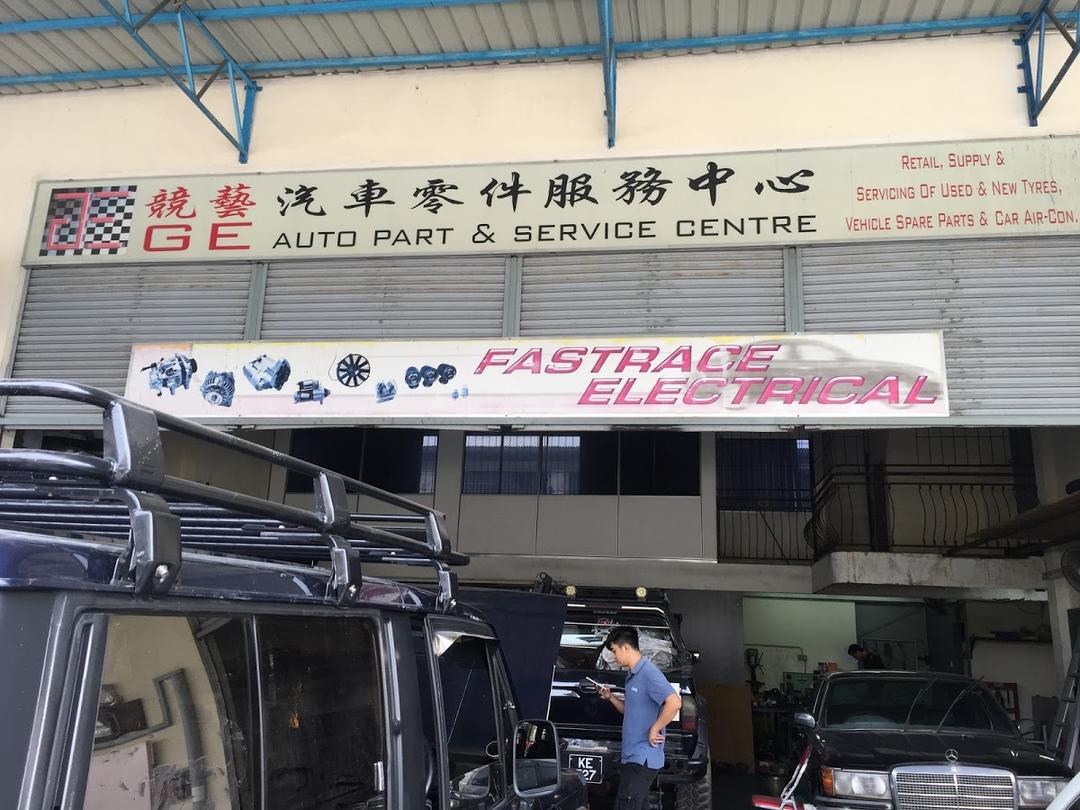 競藝 汽車零件服務中心
GE AUTO PART & SERVICE CENTRE
RETAIL, SUPPLY &
SERVICING OF USED & NEW TYRES,
VEHICLE SPARE PARTS & CAR AIR-CON.
FASTRACE
ELECTRICAL
KE